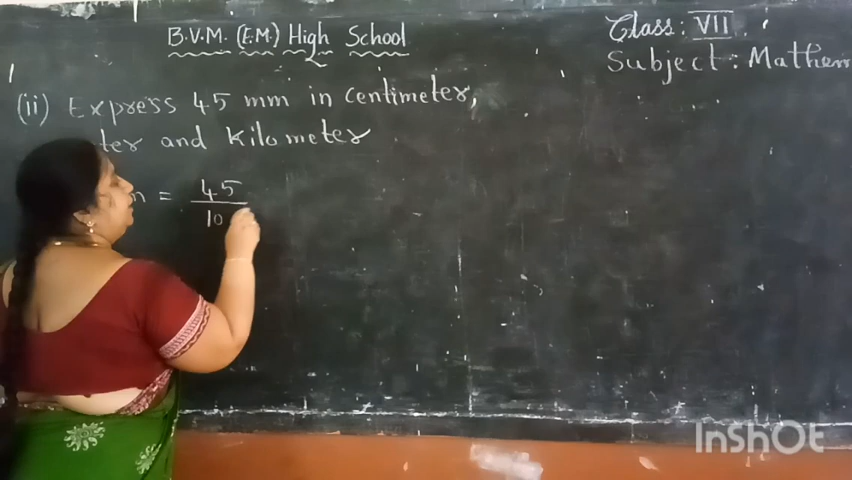 B.V.M. (E.M.) High School
Class: VII
Subject: Mathem
(ii) Express 45 mm in centimeter,
ter and Kilometer
= 45
10
InShOt